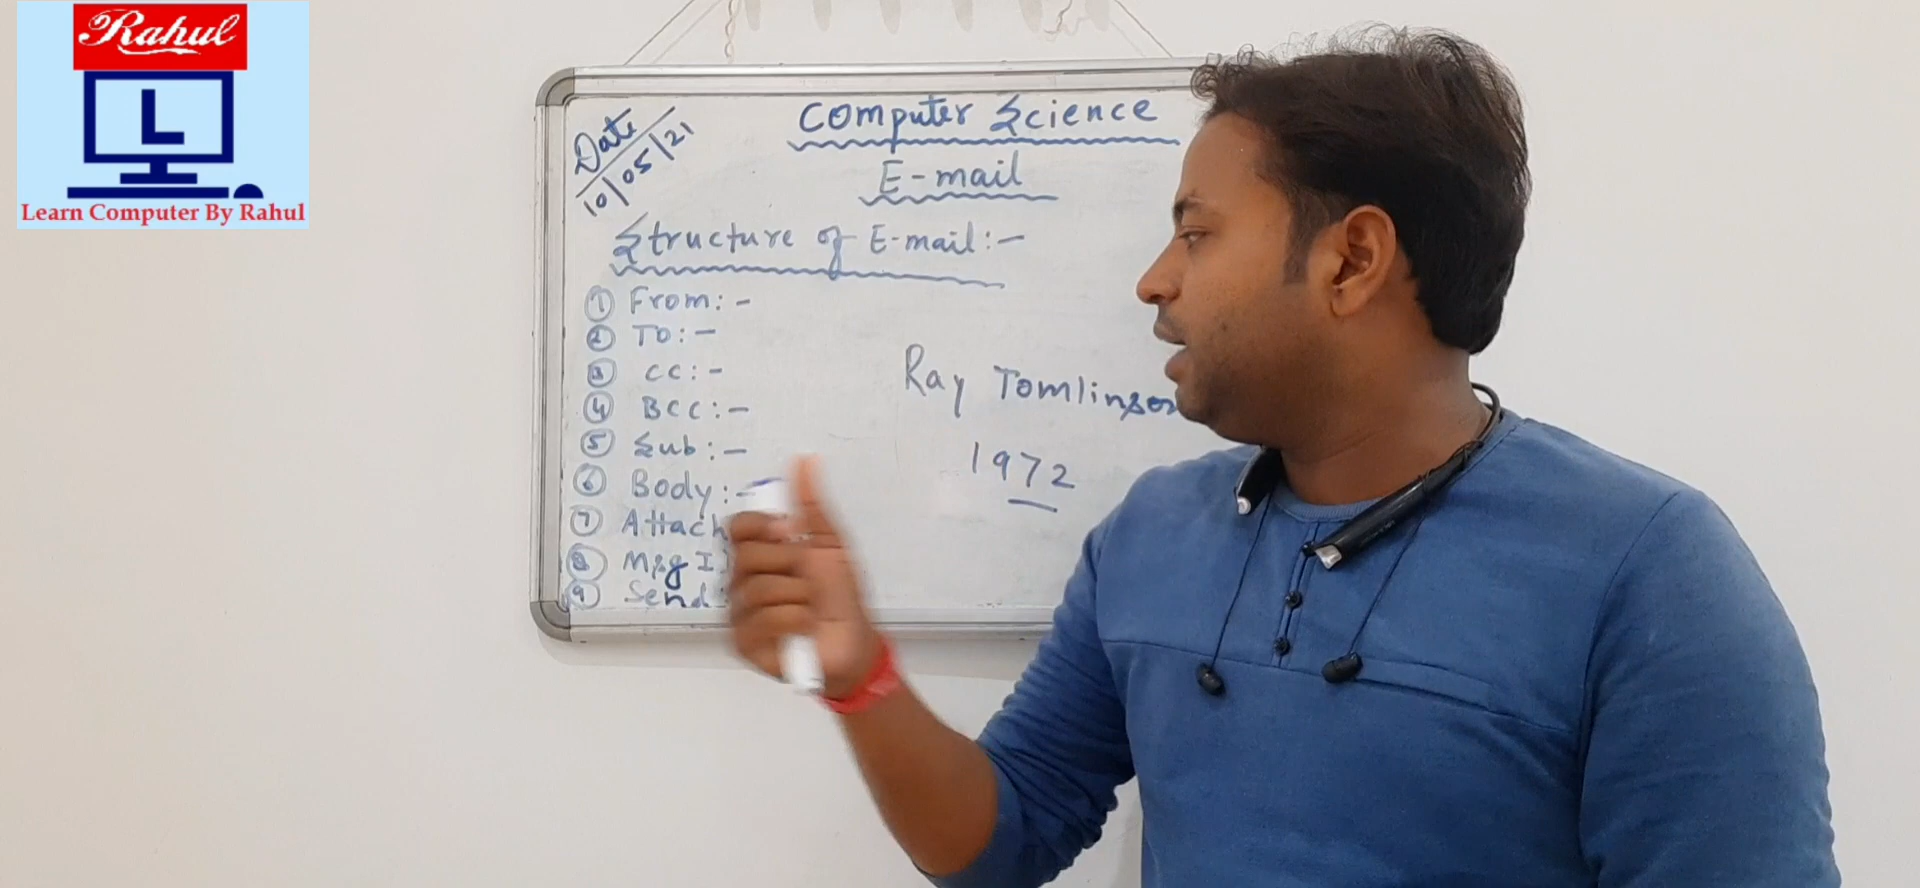 Rahul
L
Learn Computer By Rahul
Date
10/05/21
Computer Science
E-mail
Structure of E-mail:-
① From:-
② To:-
③ CC:-
④ BCC:-
⑤ Sub:-
⑥ Body:-
⑦ Attach
⑧ Msg
⑨ Send
Ray Tomlinson
1972